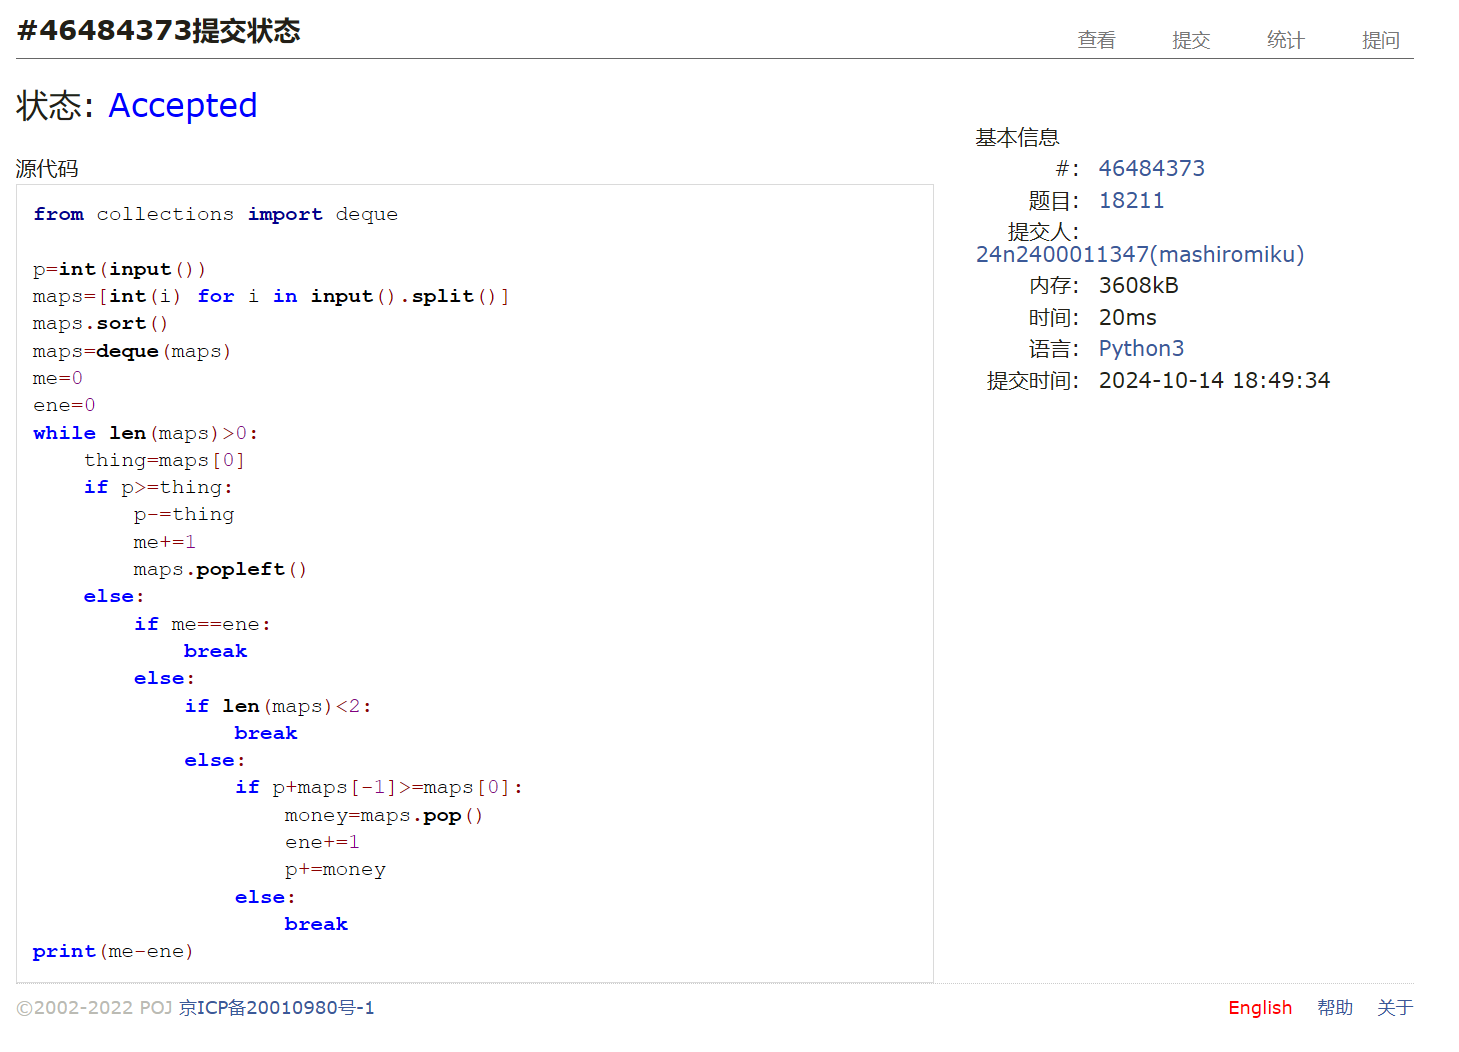 #46484373提交状态
查看 提交 统计 提问
状态: Accepted
源代码
from collections import deque
p=int(input())
maps=[int(i) for i in input().split()]
maps.sort()
maps=deque(maps)
me=0
ene=0
while len(maps)>0:
    thing=maps[0]
    if p>=thing:
        p-=thing
        me+=1
        maps.popleft()
    else:
        if me==ene:
            break
        else:
            if len(maps)<2:
                break
            else:
                if p+maps[-1]>=maps[0]:
                    money=maps.pop()
                    ene+=1
                    p+=money
                else:
                    break
print(me-ene)
基本信息
#: 46484373
题目: 18211
提交人:
24n2400011347(mashiromiku)
内存: 3608kB
时间: 20ms
语言: Python3
提交时间: 2024-10-14 18:49:34
©2002-2022 POJ 京ICP备20010980号-1
English 帮助 关于